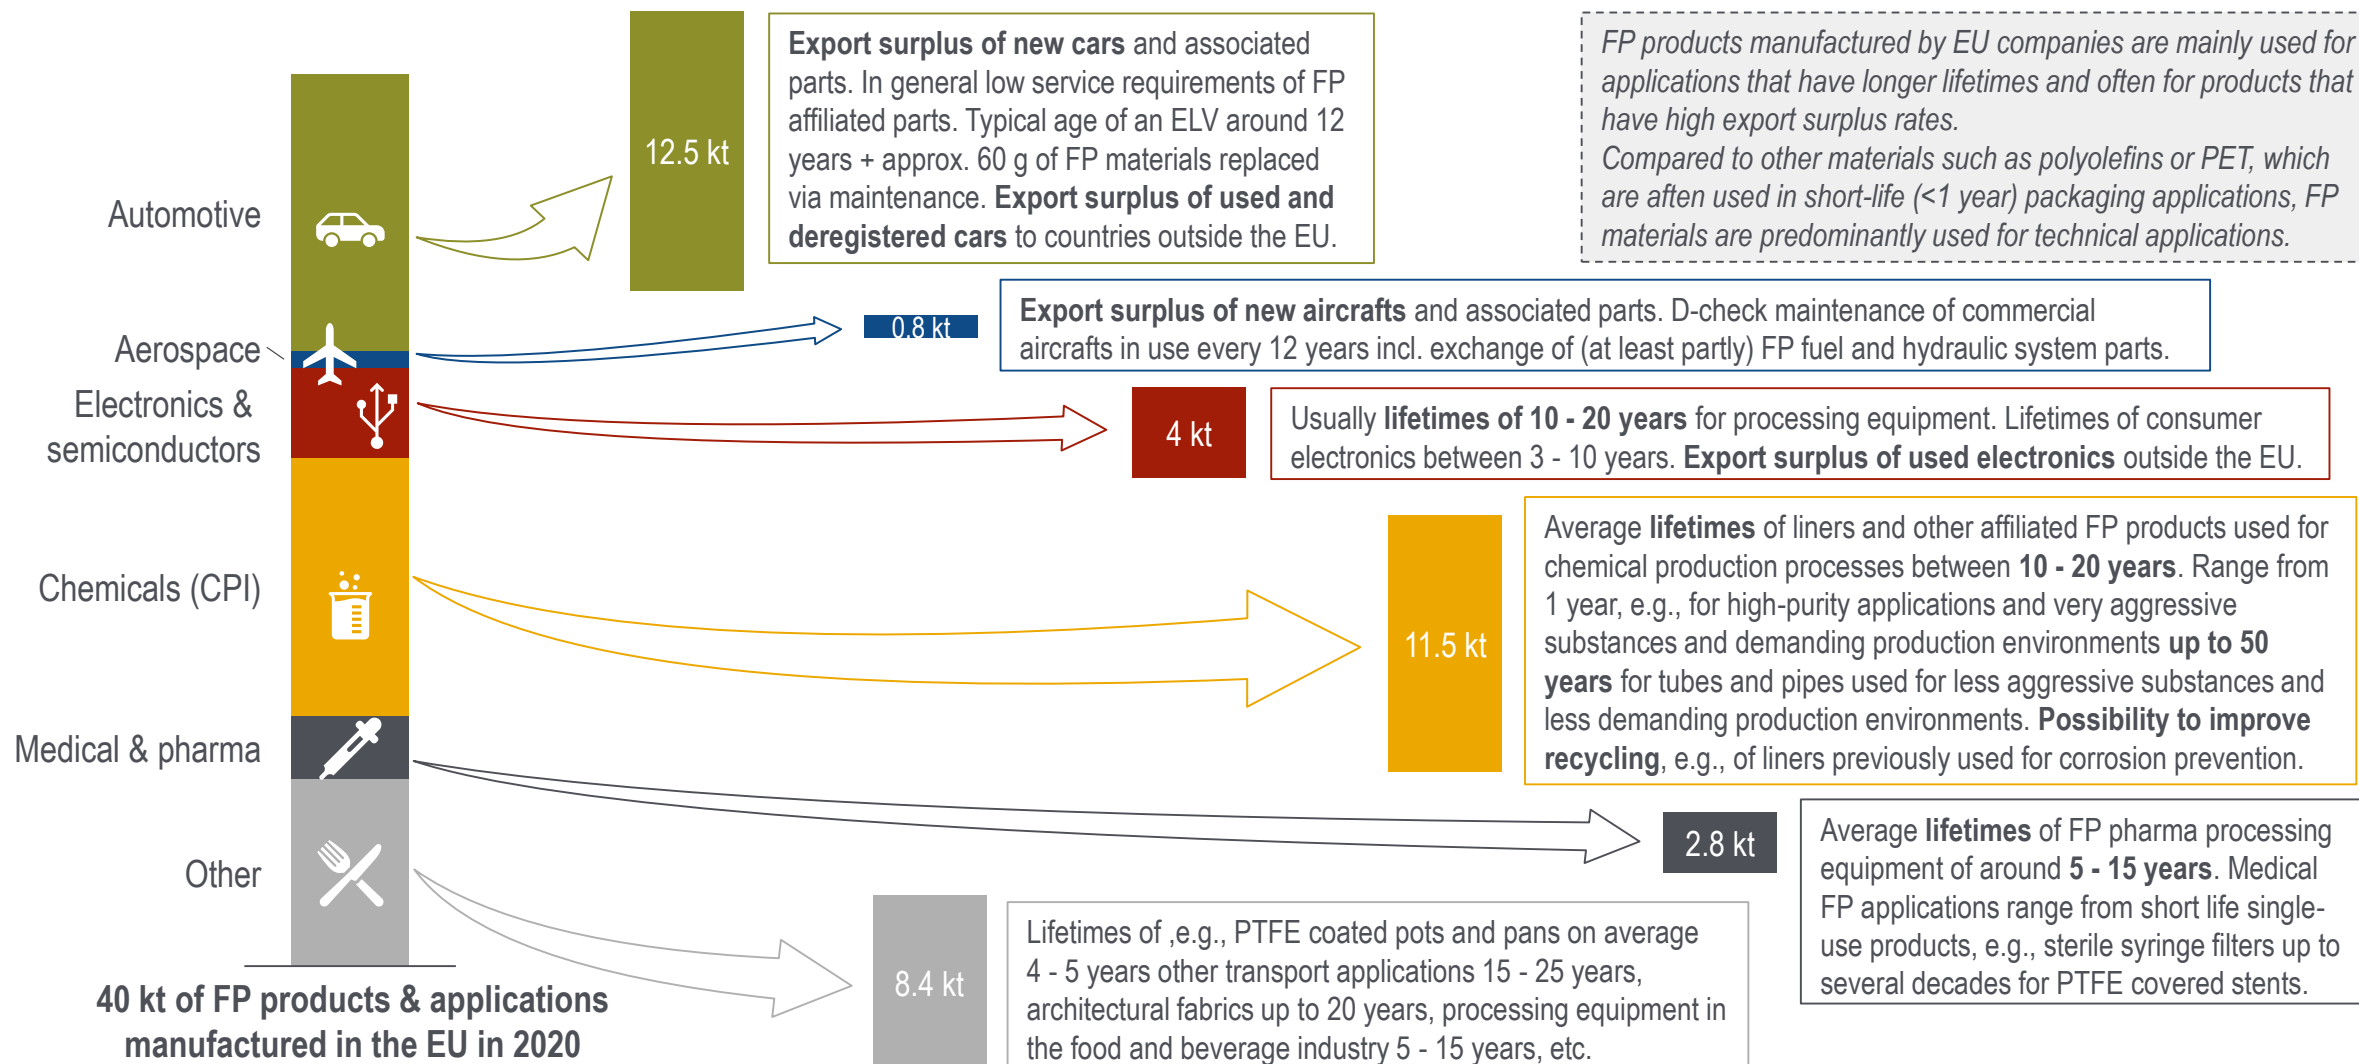 Automotive
Aerospace
Electronics &
semiconductors
Chemicals (CPI)
Medical & pharma
Other
40 kt of FP products & applications
manufactured in the EU in 2020
12.5 kt
Export surplus of new cars and associated
parts. In general low service requirements of FP
affiliated parts. Typical age of an ELV around 12
years + approx. 60 g of FP materials replaced
via maintenance. Export surplus of used and
deregistered cars to countries outside the EU.
FP products manufactured by EU companies are mainly used for
applications that have longer lifetimes and often for products that
have high export surplus rates.
Compared to other materials such as polyolefins or PET, which
are aften used in short-life (<1 year) packaging applications, FP
materials are predominantly used for technical applications.
0.8 kt
Export surplus of new aircrafts and associated parts. D-check maintenance of commercial
aircrafts in use every 12 years incl. exchange of (at least partly) FP fuel and hydraulic system parts.
4 kt
Usually lifetimes of 10 - 20 years for processing equipment. Lifetimes of consumer
electronics between 3 - 10 years. Export surplus of used electronics outside the EU.
11.5 kt
Average lifetimes of liners and other affiliated FP products used for
chemical production processes between 10 - 20 years. Range from
1 year, e.g., for high-purity applications and very aggressive
substances and demanding production environments up to 50
years for tubes and pipes used for less aggressive substances and
less demanding production environments. Possibility to improve
recycling, e.g., of liners previously used for corrosion prevention.
2.8 kt
Average lifetimes of FP pharma processing
equipment of around 5 - 15 years. Medical
FP applications range from short life single-
use products, e.g., sterile syringe filters up to
several decades for PTFE covered stents.
8.4 kt
Lifetimes of ,e.g., PTFE coated pots and pans on average
4 - 5 years other transport applications 15 - 25 years,
architectural fabrics up to 20 years, processing equipment in
the food and beverage industry 5 - 15 years, etc.